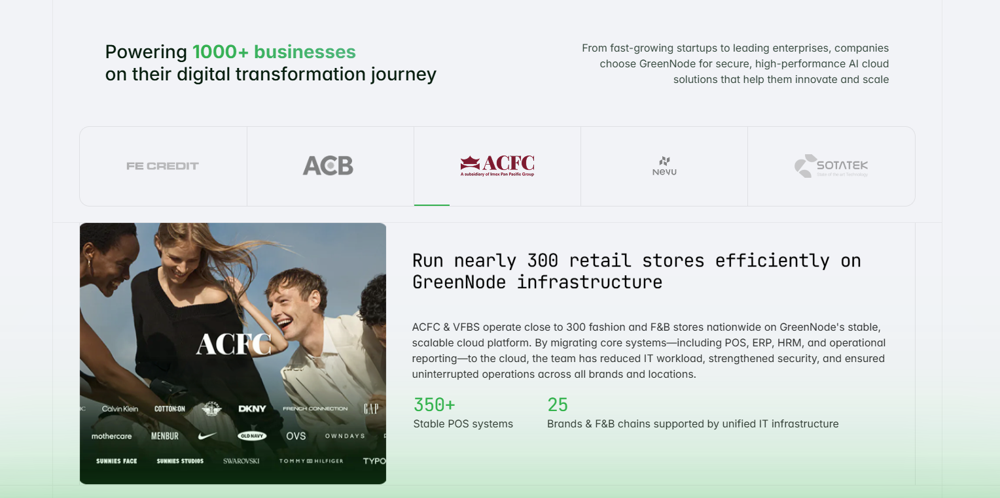 Powering 1000+ businesses
on their digital transformation journey
From fast-growing startups to leading enterprises, companies
choose GreenNode for secure, high-performance AI cloud
solutions that help them innovate and scale
FE CREDIT
ACB
ACFC
A subsidiary of Imex Pan Pacific Group
NeYU
SOTATEK
State of the art Technology
ACFC
Calvin Klein
COTTON:ON
DOCKERS
DKNY
FRENCH CONNECTION
GAP
mothercare
MENBUR
OLD NAVY
OVS
OWNDAYS
SUNNIES FACE
SUNNIES STUDIOS
SWAROVSKI
TOMMY HILFIGER
TYPO
Run nearly 300 retail stores efficiently on
GreenNode infrastructure
ACFC & VFBS operate close to 300 fashion and F&B stores nationwide on GreenNode's stable,
scalable cloud platform. By migrating core systems—including POS, ERP, HRM, and operational
reporting—to the cloud, the team has reduced IT workload, strengthened security, and ensured
uninterrupted operations across all brands and locations.
350+
Stable POS systems
25
Brands & F&B chains supported by unified IT infrastructure